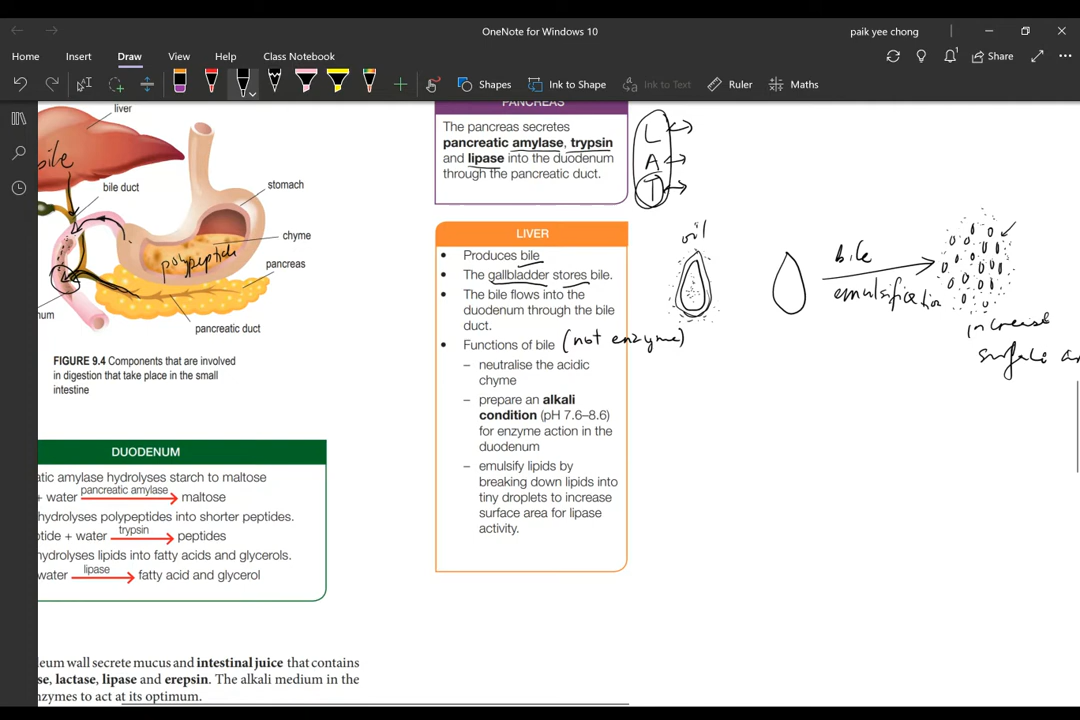 OneNote for Windows 10
paik yee chong
Home Insert Draw View Help Class Notebook
Share
Shapes Ink to Shape Ink to Text Ruler Maths
liver
bile
bile duct
stomach
chyme
polypeptide
pancreas
num
pancreatic duct
FIGURE 9.4 Components that are involved
in digestion that take place in the small
intestine
PANCREAS
The pancreas secretes
pancreatic amylase, trypsin
and lipase into the duodenum
through the pancreatic duct.
L
A
T
LIVER
• Produces bile
• The gallbladder stores bile.
• The bile flows into the
duodenum through the bile
duct.
• Functions of bile (not enzyme)
– neutralise the acidic
chyme
– prepare an alkali
condition (pH 7.6–8.6)
for enzyme action in the
duodenum
– emulsify lipids by
breaking down lipids into
tiny droplets to increase
surface area for lipase
activity.
oil
bile
emulsification
increase
surface ar
DUODENUM
atic amylase hydrolyses starch to maltose
+ water pancreatic amylase maltose
hydrolyses polypeptides into shorter peptides.
ptide + water trypsin peptides
hydrolyses lipids into fatty acids and glycerols.
water lipase fatty acid and glycerol
leum wall secrete mucus and intestinal juice that contains
se, lactase, lipase and erepsin. The alkali medium in the
nzymes to act at its optimum.